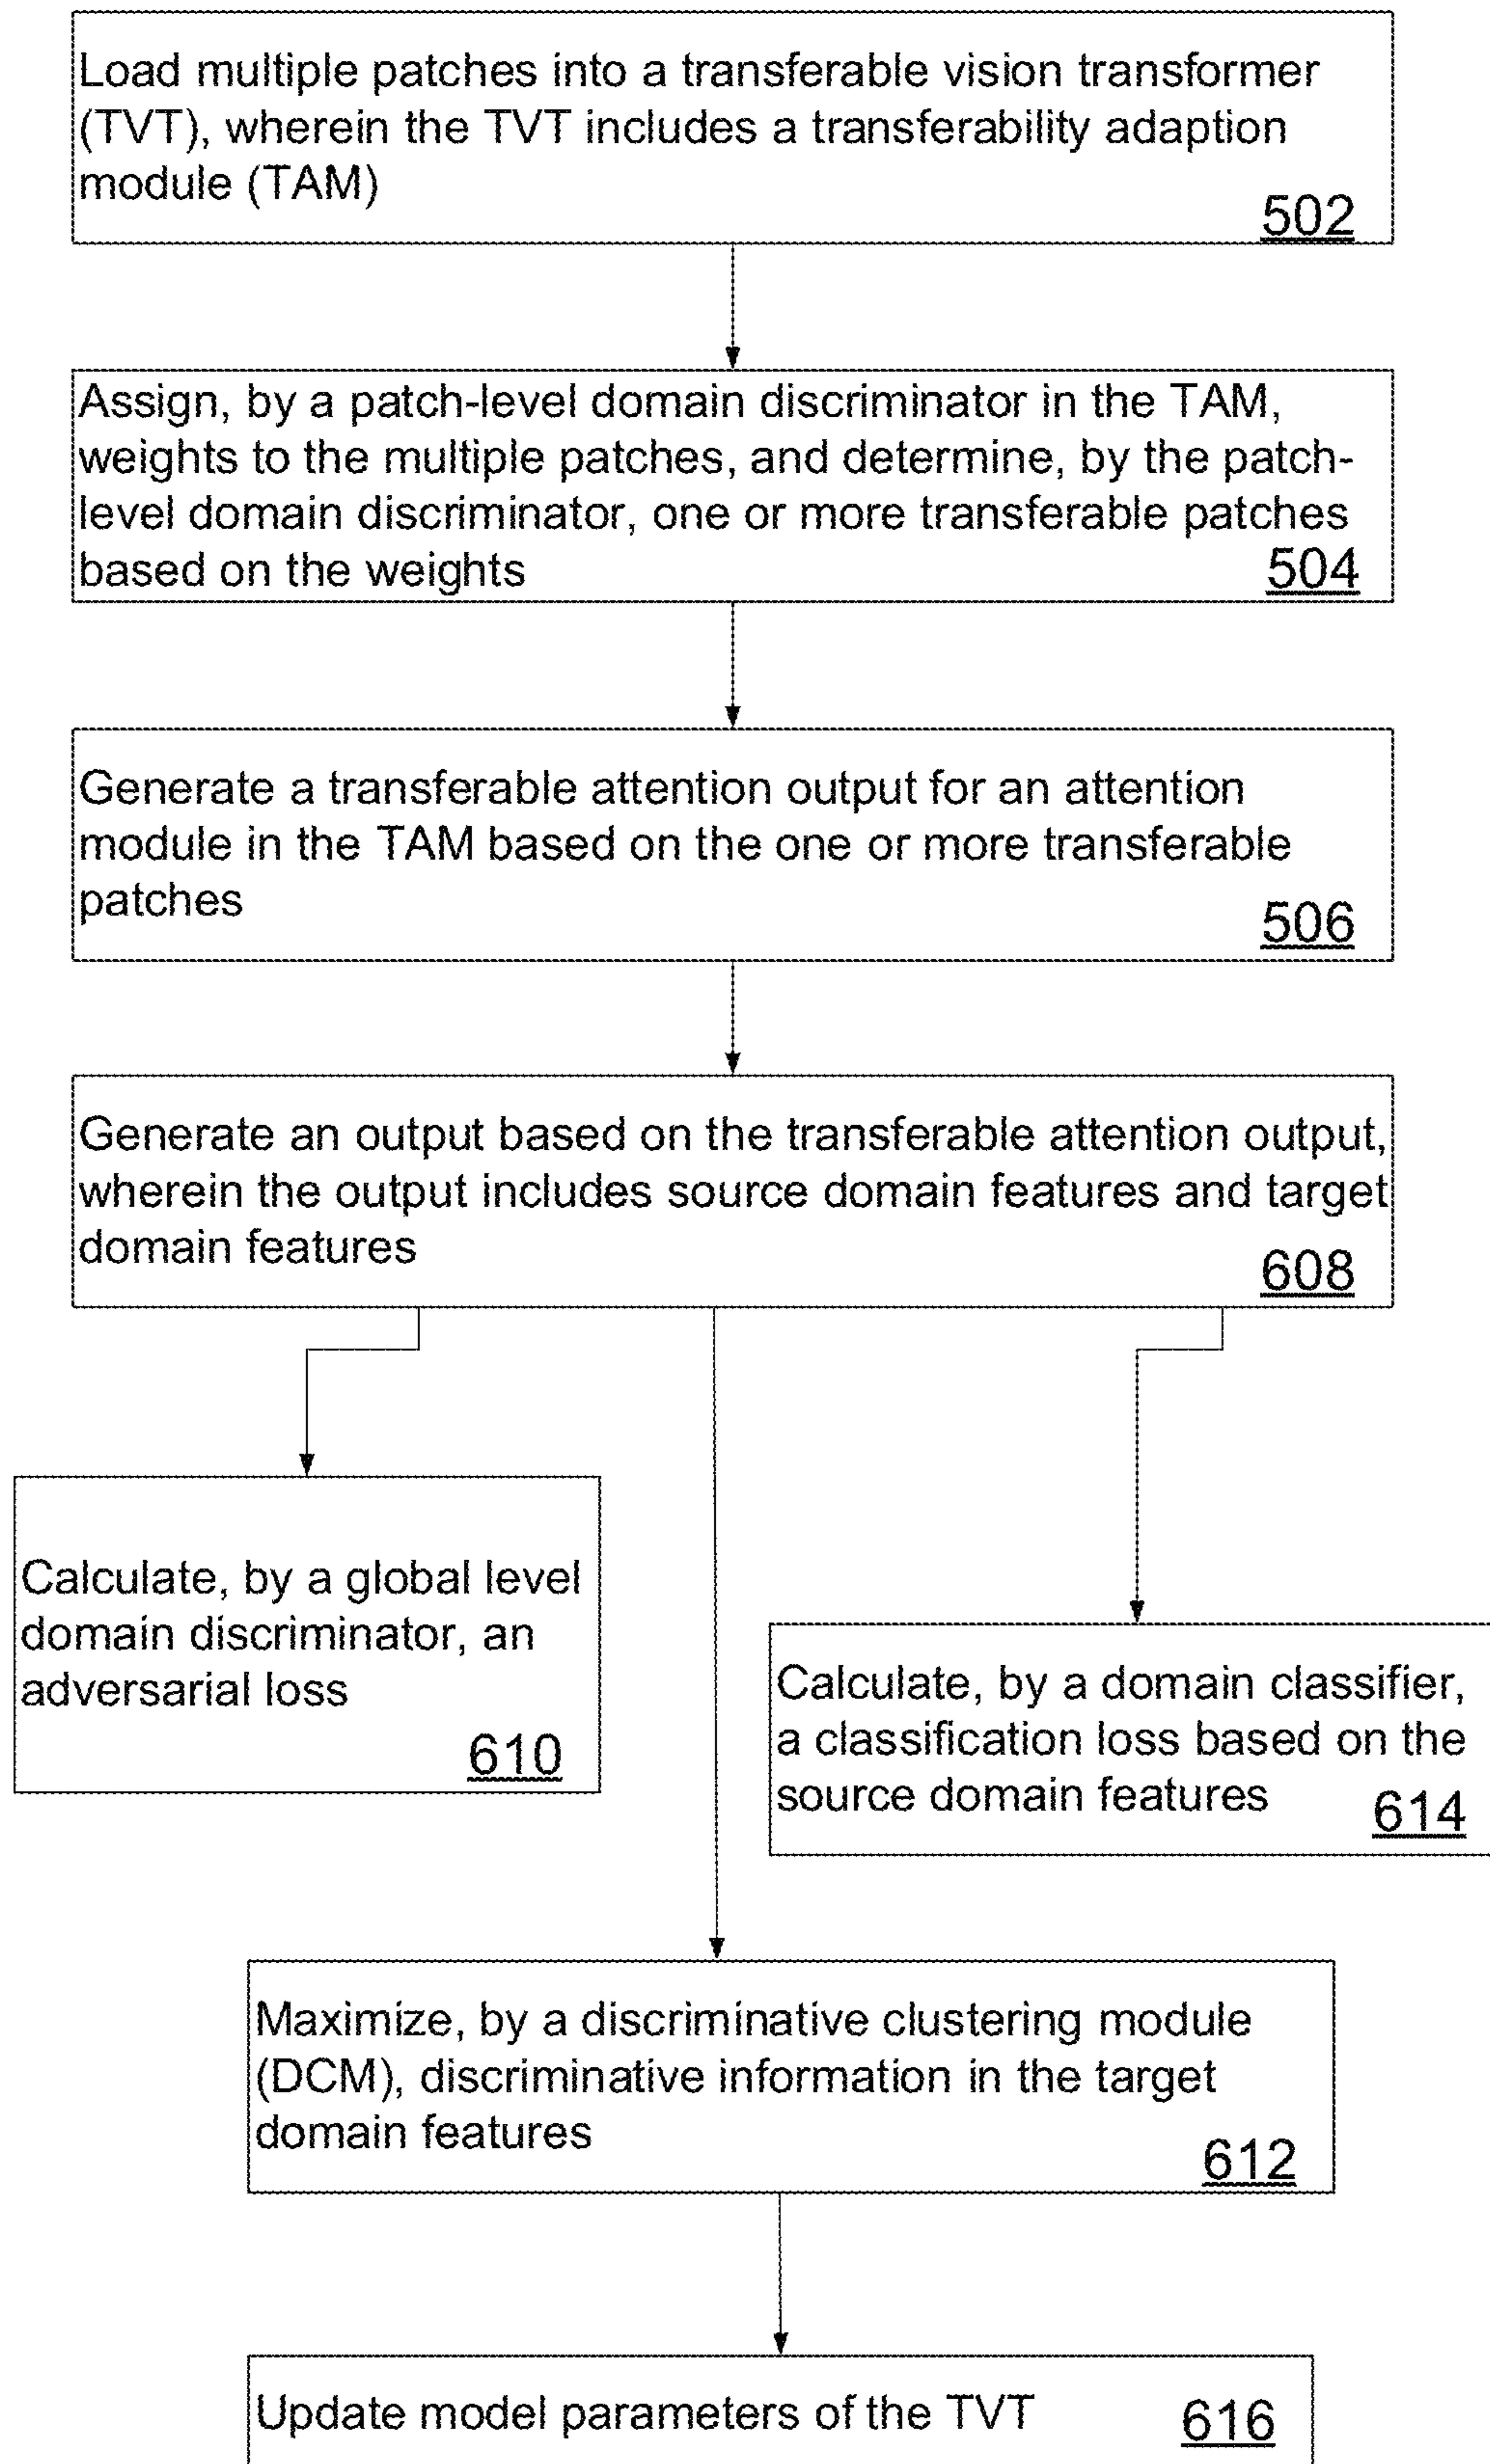 Load multiple patches into a transferable vision transformer
(TVT), wherein the TVT includes a transferability adaption
module (TAM)
502
Assign, by a patch-level domain discriminator in the TAM,
weights to the multiple patches, and determine, by the patch-
level domain discriminator, one or more transferable patches
based on the weights
504
Generate a transferable attention output for an attention
module in the TAM based on the one or more transferable
patches
506
Generate an output based on the transferable attention output,
wherein the output includes source domain features and target
domain features
608
Calculate, by a global level
domain discriminator, an
adversarial loss
610
Calculate, by a domain classifier,
a classification loss based on the
source domain features
614
Maximize, by a discriminative clustering module
(DCM), discriminative information in the target
domain features
612
Update model parameters of the TVT
616